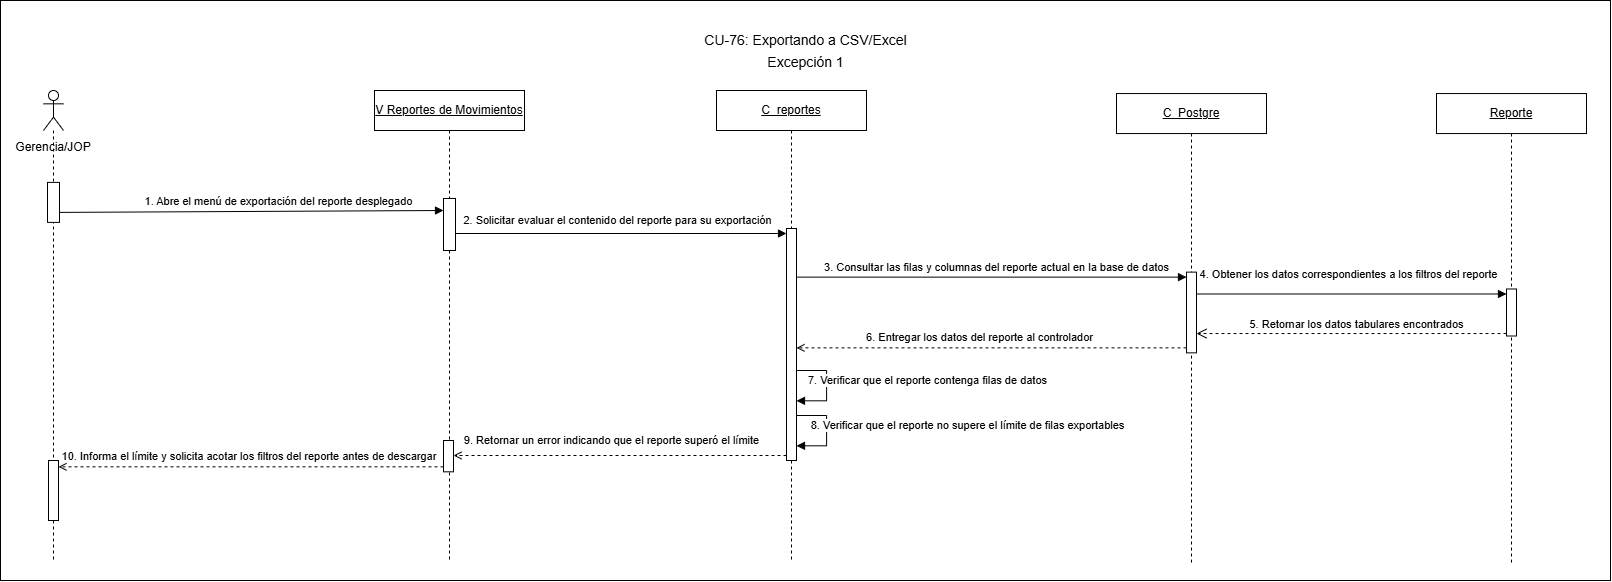 CU-76: Exportando a CSV/Excel
Excepción 1
Gerencia/JOP
V Reportes de Movimientos
C_reportes
C_Postgre
Reporte
1. Abre el menú de exportación del reporte desplegado
2. Solicitar evaluar el contenido del reporte para su exportación
3. Consultar las filas y columnas del reporte actual en la base de datos
4. Obtener los datos correspondientes a los filtros del reporte
5. Retornar los datos tabulares encontrados
6. Entregar los datos del reporte al controlador
7. Verificar que el reporte contenga filas de datos
8. Verificar que el reporte no supere el límite de filas exportables
9. Retornar un error indicando que el reporte superó el límite
10. Informa el límite y solicita acotar los filtros del reporte antes de descargar